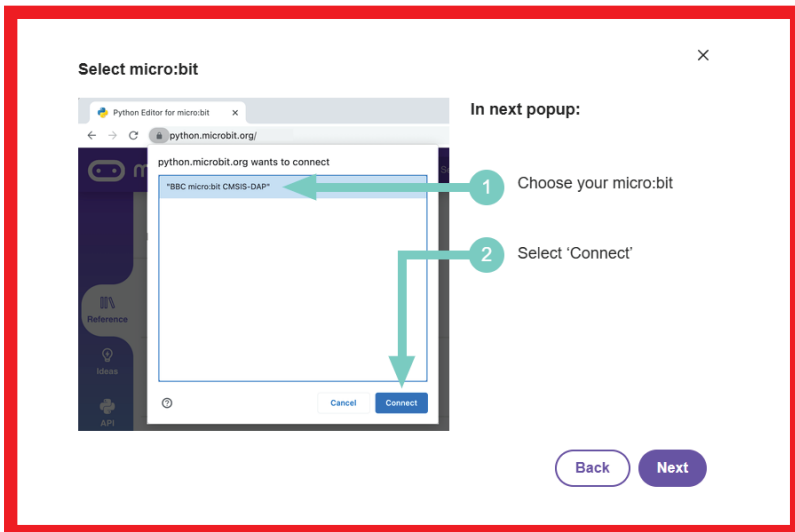 Select micro:bit
Python Editor for micro:bit
python.microbit.org/
python.microbit.org wants to connect
"BBC micro:bit CMSIS-DAP"
Reference
Ideas
API
Cancel
Connect
In next popup:
1 Choose your micro:bit
2 Select ‘Connect’
Back
Next